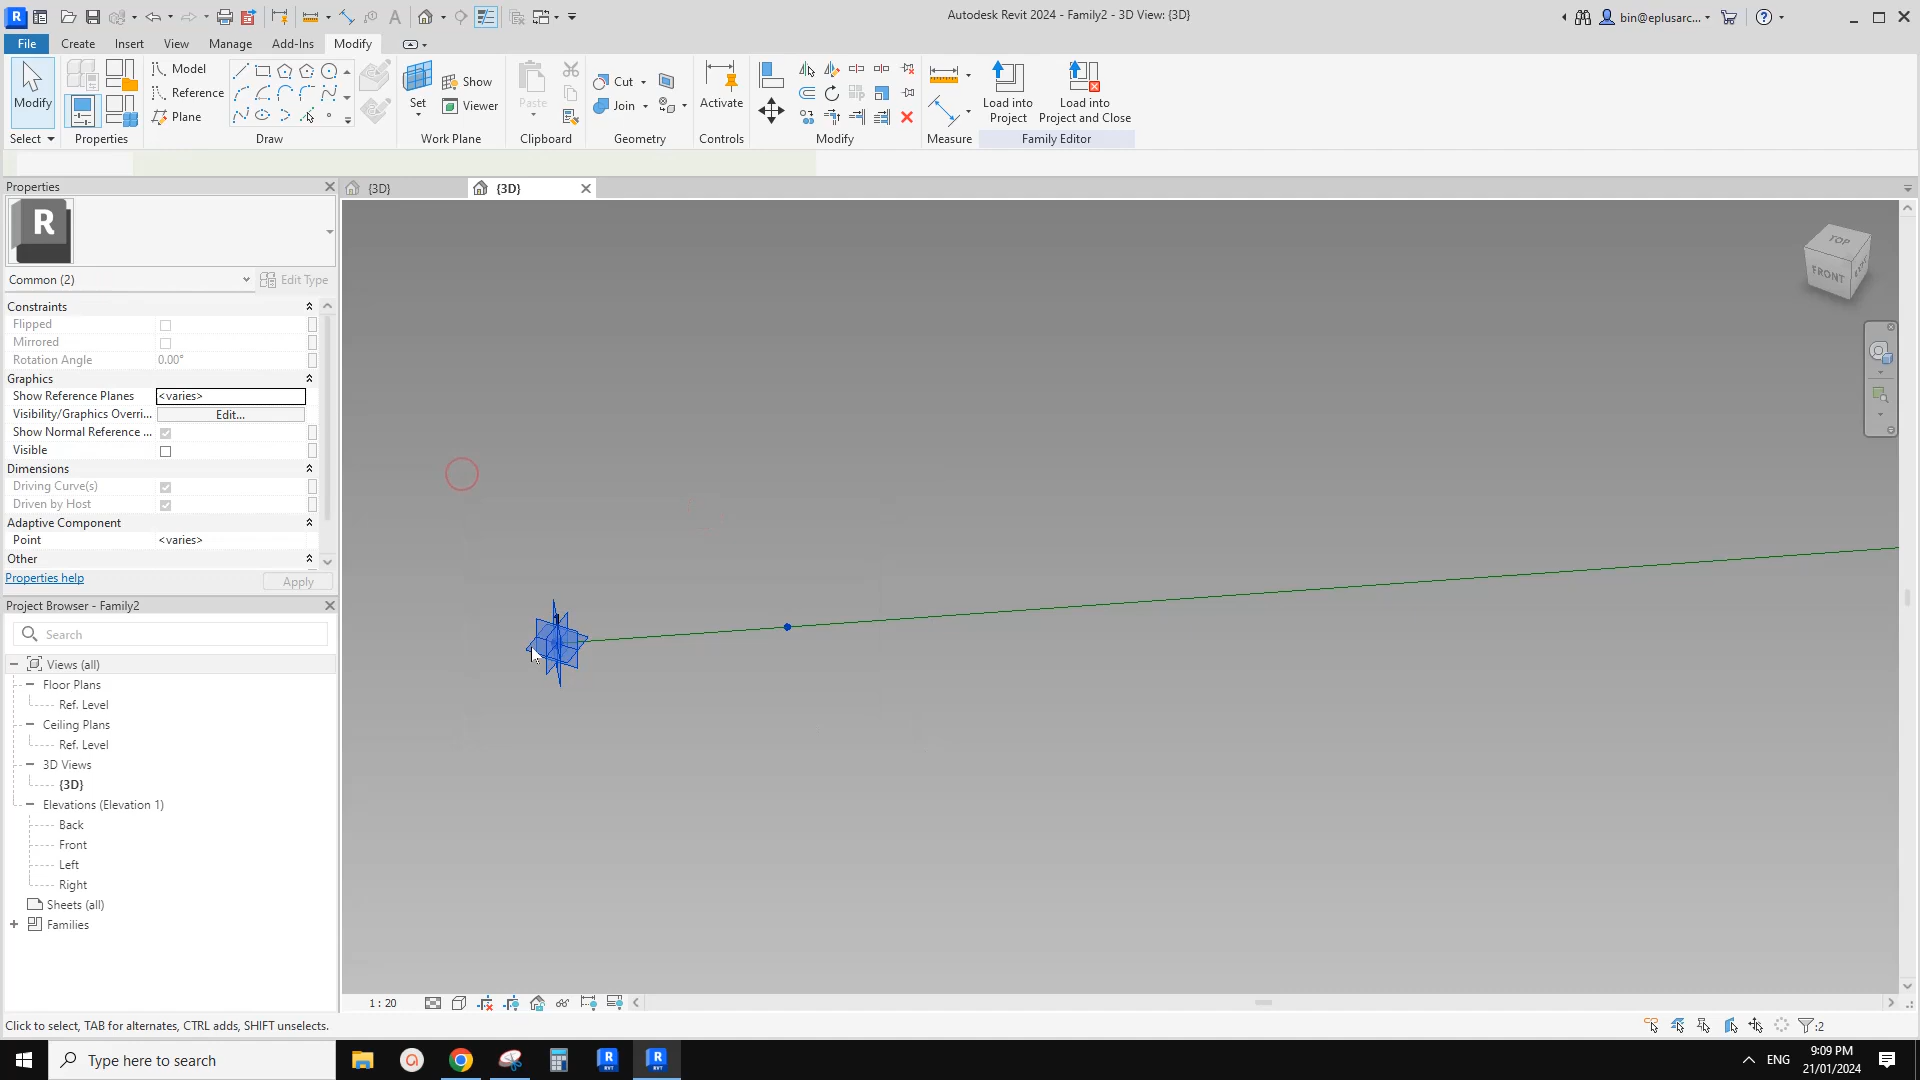 Autodesk Revit 2024 - Family2 - 3D View: {3D}
bin@eplusarc...
File
Create
Insert
View
Manage
Add-Ins
Modify
Modify
Select
Properties
Model
Reference
Plane
Draw
Set
Show
Viewer
Work Plane
Paste
Clipboard
Cut
Join
Geometry
Activate
Controls
Modify
Measure
Load into
Project
Load into
Project and Close
Family Editor
Properties
{3D}
{3D}
R
Common (2)
Edit Type
Constraints
Flipped
Mirrored
Rotation Angle
0.00°
Graphics
Show Reference Planes
<varies>
Visibility/Graphics Overri...
Edit...
Show Normal Reference ...
Visible
Dimensions
Driving Curve(s)
Driven by Host
Adaptive Component
Point
<varies>
Other
Properties help
Apply
Project Browser - Family2
Search
Views (all)
Floor Plans
Ref. Level
Ceiling Plans
Ref. Level
3D Views
{3D}
Elevations (Elevation 1)
Back
Front
Left
Right
Sheets (all)
Families
TOP
FRONT
1 : 20
Click to select, TAB for alternates, CTRL adds, SHIFT unselects.
:2
Type here to search
ENG
9:09 PM
21/01/2024